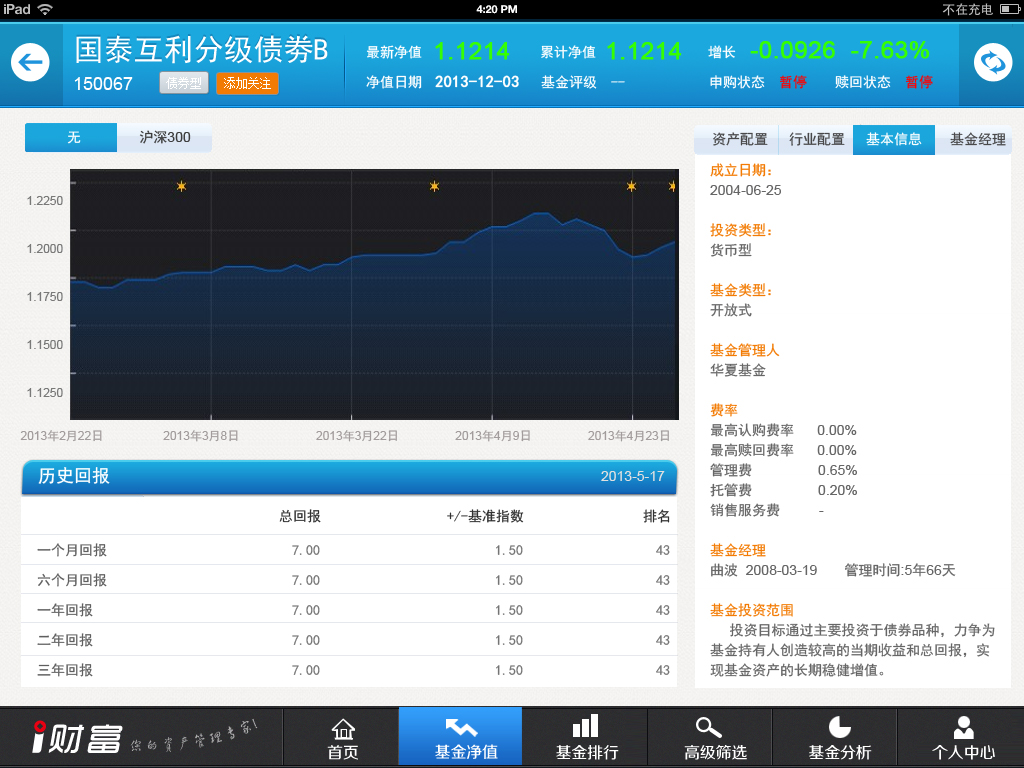 iPad 4:20 PM 不在充电
国泰互利分级债券B
150067 债券型 添加关注
最新净值 1.1214 累计净值 1.1214 增长 -0.0926 -7.63%
净值日期 2013-12-03 基金评级 -- 申购状态 暂停 赎回状态 暂停
无 沪深300
1.2250
1.2000
1.1750
1.1500
1.1250
2013年2月22日 2013年3月8日 2013年3月22日 2013年4月9日 2013年4月23日
历史回报 2013-5-17
总回报 +/-基准指数 排名
一个月回报 7.00 1.50 43
六个月回报 7.00 1.50 43
一年回报 7.00 1.50 43
二年回报 7.00 1.50 43
三年回报 7.00 1.50 43
资产配置 行业配置 基本信息 基金经理
成立日期：
2004-06-25
投资类型：
货币型
基金类型：
开放式
基金管理人
华夏基金
费率
最高认购费率 0.00%
最高赎回费率 0.00%
管理费 0.65%
托管费 0.20%
销售服务费 -
基金经理
曲波 2008-03-19 管理时间:5年66天
基金投资范围
投资目标通过主要投资于债券品种，力争为
基金持有人创造较高的当期收益和总回报，实
现基金资产的长期稳健增值。
i财富 您的资产管理专家!
首页 基金净值 基金排行 高级筛选 基金分析 个人中心